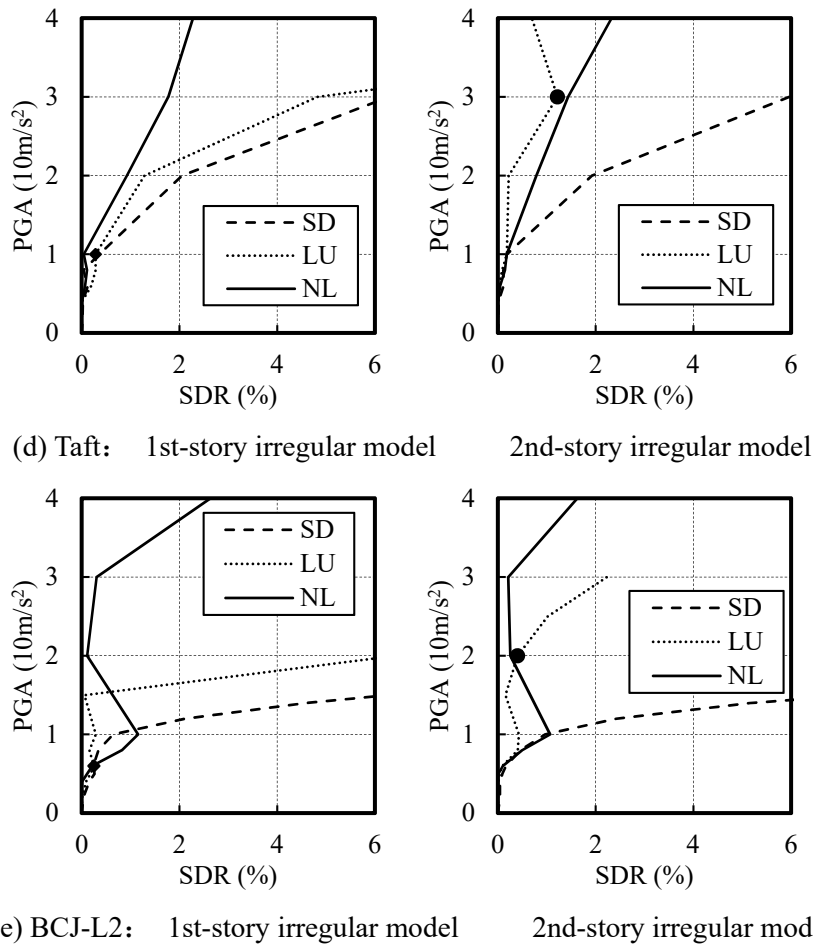 4
3
2
1
0
PGA (10m/s²)
SD
LU
NL
0 2 4 6
SDR (%)
4
3
2
1
0
PGA (10m/s²)
SD
LU
NL
0 2 4 6
SDR (%)
(d) Taft： 1st-story irregular model 2nd-story irregular model
4
3
2
1
0
PGA (10m/s²)
SD
LU
NL
0 2 4 6
SDR (%)
4
3
2
1
0
PGA (10m/s²)
SD
LU
NL
0 2 4 6
SDR (%)
e) BCJ-L2： 1st-story irregular model 2nd-story irregular mod